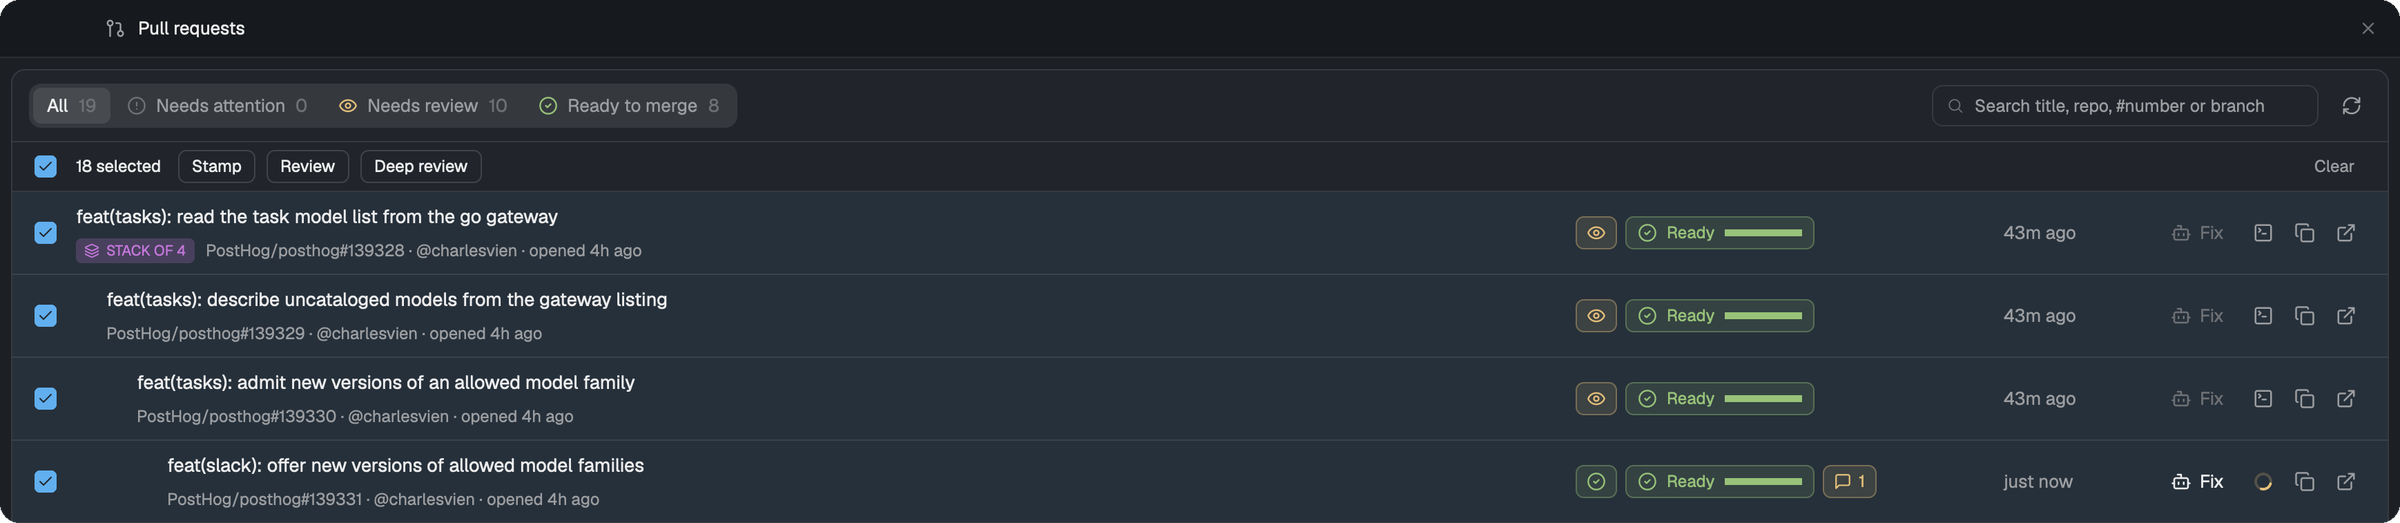 Pull requests
All 19 Needs attention 0 Needs review 10 Ready to merge 8 Search title, repo, #number or branch
18 selected Stamp Review Deep review Clear
feat(tasks): read the task model list from the go gateway
STACK OF 4 PostHog/posthog#139328 · @charlesvien · opened 4h ago Ready 43m ago Fix
feat(tasks): describe uncataloged models from the gateway listing
PostHog/posthog#139329 · @charlesvien · opened 4h ago Ready 43m ago Fix
feat(tasks): admit new versions of an allowed model family
PostHog/posthog#139330 · @charlesvien · opened 4h ago Ready 43m ago Fix
feat(slack): offer new versions of allowed model families
PostHog/posthog#139331 · @charlesvien · opened 4h ago Ready 1 just now Fix